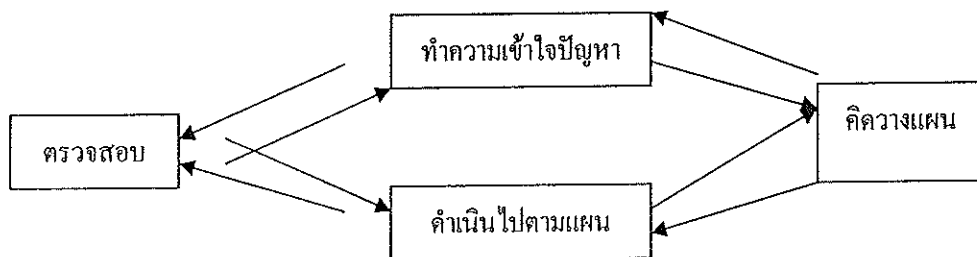 ทำความเข้าใจปัญหา
คิดวางแผน
ตรวจสอบ
ดำเนินไปตามแผน